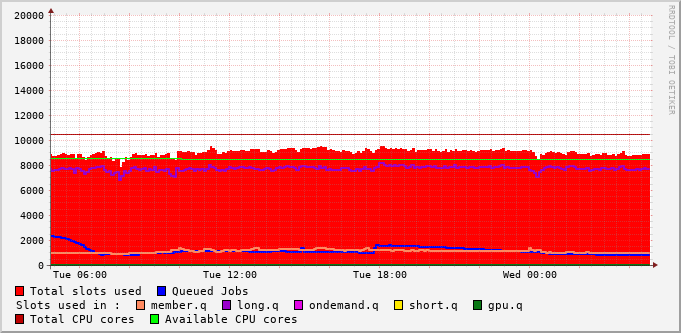 RRDTOOL / TOBI OETIKER
20000
18000
16000
14000
12000
10000
8000
6000
4000
2000
0
Tue 06:00 Tue 12:00 Tue 18:00 Wed 00:00
Total slots used Queued Jobs
Slots used in : member.q long.q ondemand.q short.q gpu.q
Total CPU cores Available CPU cores